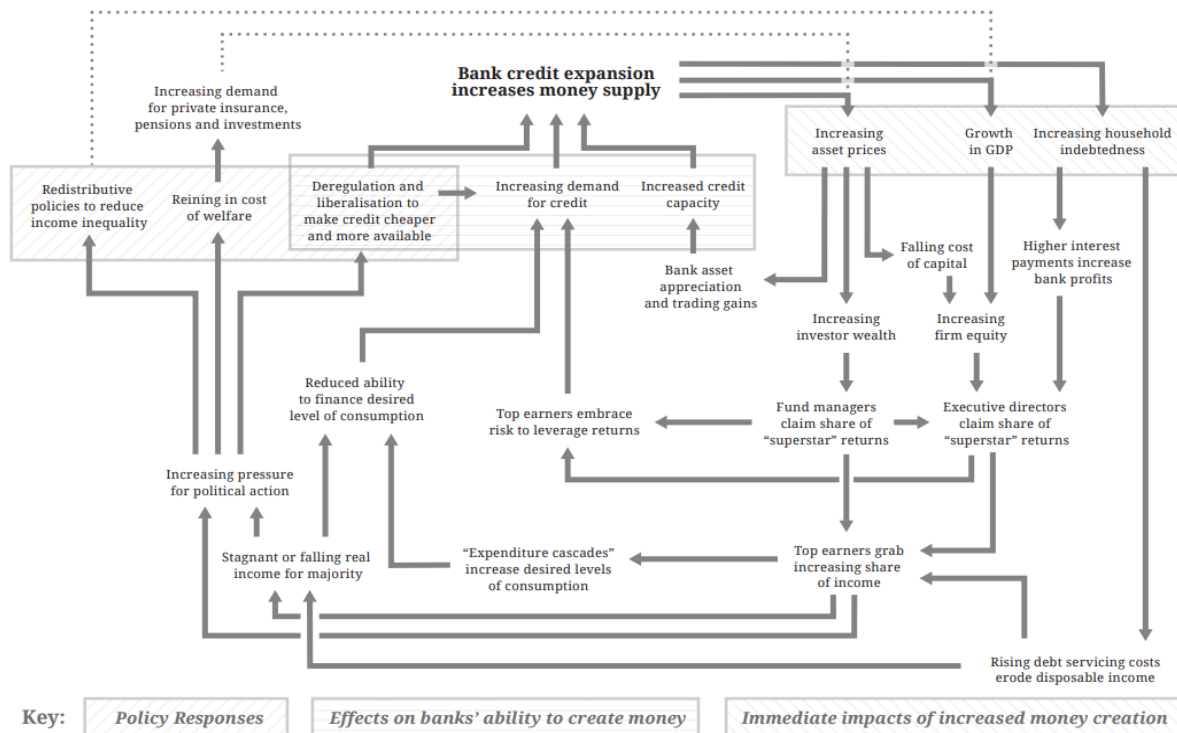 Bank credit expansion
increases money supply
Increasing demand
for private insurance,
pensions and investments
Increasing
asset prices
Growth
in GDP
Increasing household
indebtedness
Redistributive
policies to reduce
income inequality
Reining in cost
of welfare
Deregulation and
liberalisation to
make credit cheaper
and more available
Increasing demand
for credit
Increased credit
capacity
Bank asset
appreciation
and trading gains
Falling cost
of capital
Higher interest
payments increase
bank profits
Increasing
investor wealth
Increasing
firm equity
Reduced ability
to finance desired
level of consumption
Top earners embrace
risk to leverage returns
Fund managers
claim share of
“superstar” returns
Executive directors
claim share of
“superstar” returns
Increasing pressure
for political action
Stagnant or falling real
income for majority
“Expenditure cascades”
increase desired levels
of consumption
Top earners grab
increasing share
of income
Rising debt servicing costs
erode disposable income
Key:
Policy Responses
Effects on banks’ ability to create money
Immediate impacts of increased money creation